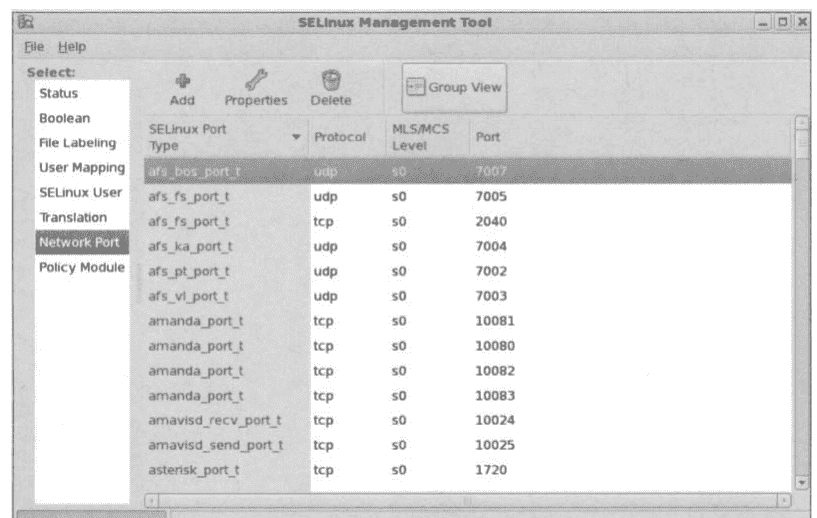 SELinux Management Tool
File Help
Select:
Status
Boolean
File Labeling
User Mapping
SELinux User
Translation
Network Port
Policy Module
Add Properties Delete Group View
SELinux Port Type Protocol MLS/MCS Level Port
afs_bos_port_t udp s0 7007
afs_fs_port_t udp s0 7005
afs_fs_port_t tcp s0 2040
afs_ka_port_t udp s0 7004
afs_pt_port_t udp s0 7002
afs_vl_port_t udp s0 7003
amanda_port_t tcp s0 10081
amanda_port_t tcp s0 10080
amanda_port_t tcp s0 10082
amanda_port_t tcp s0 10083
amavisd_recv_port_t tcp s0 10024
amavisd_send_port_t tcp s0 10025
asterisk_port_t tcp s0 1720